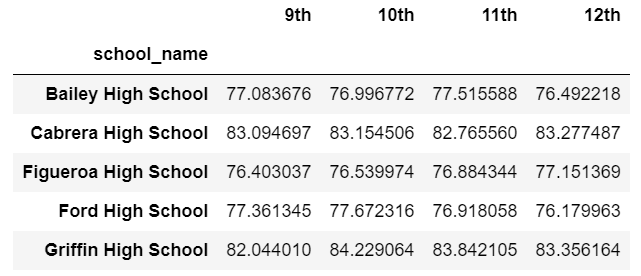 9th 10th 11th 12th
school_name
Bailey High School 77.083676 76.996772 77.515588 76.492218
Cabrera High School 83.094697 83.154506 82.765560 83.277487
Figueroa High School 76.403037 76.539974 76.884344 77.151369
Ford High School 77.361345 77.672316 76.918058 76.179963
Griffin High School 82.044010 84.229064 83.842105 83.356164